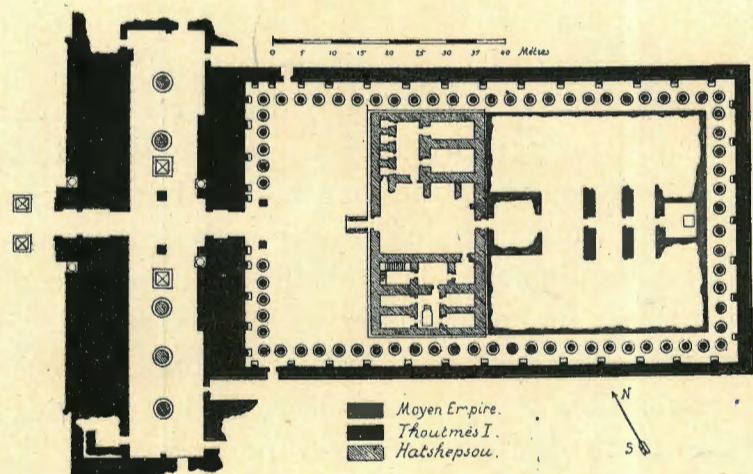 0 5 10 15 20 25 30 35 40 Mètres
N
S
Moyen Empire.
Thoutmès I.
Hatshepsou.